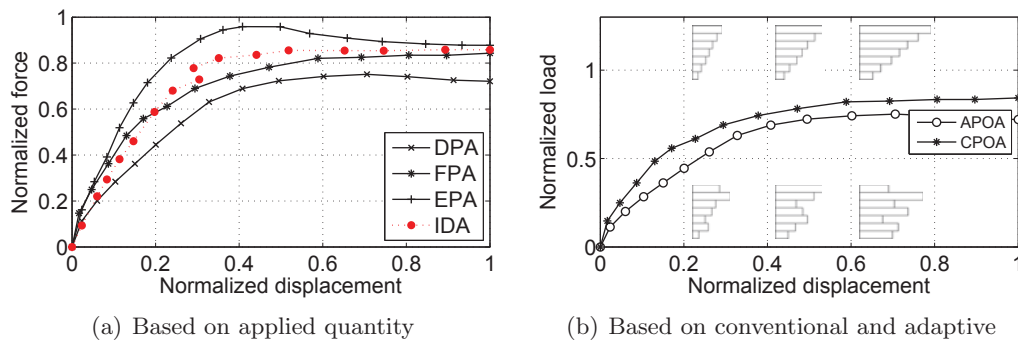 1
0.8
0.6
0.4
0.2
0
Normalized force
0
0.2
0.4
0.6
0.8
1
Normalized displacement
DPA
FPA
EPA
IDA
(a) Based on applied quantity
1
0.5
0
Normalized load
0
0.2
0.4
0.6
0.8
1
Normalized displacement
APOA
CPOA
(b) Based on conventional and adaptive